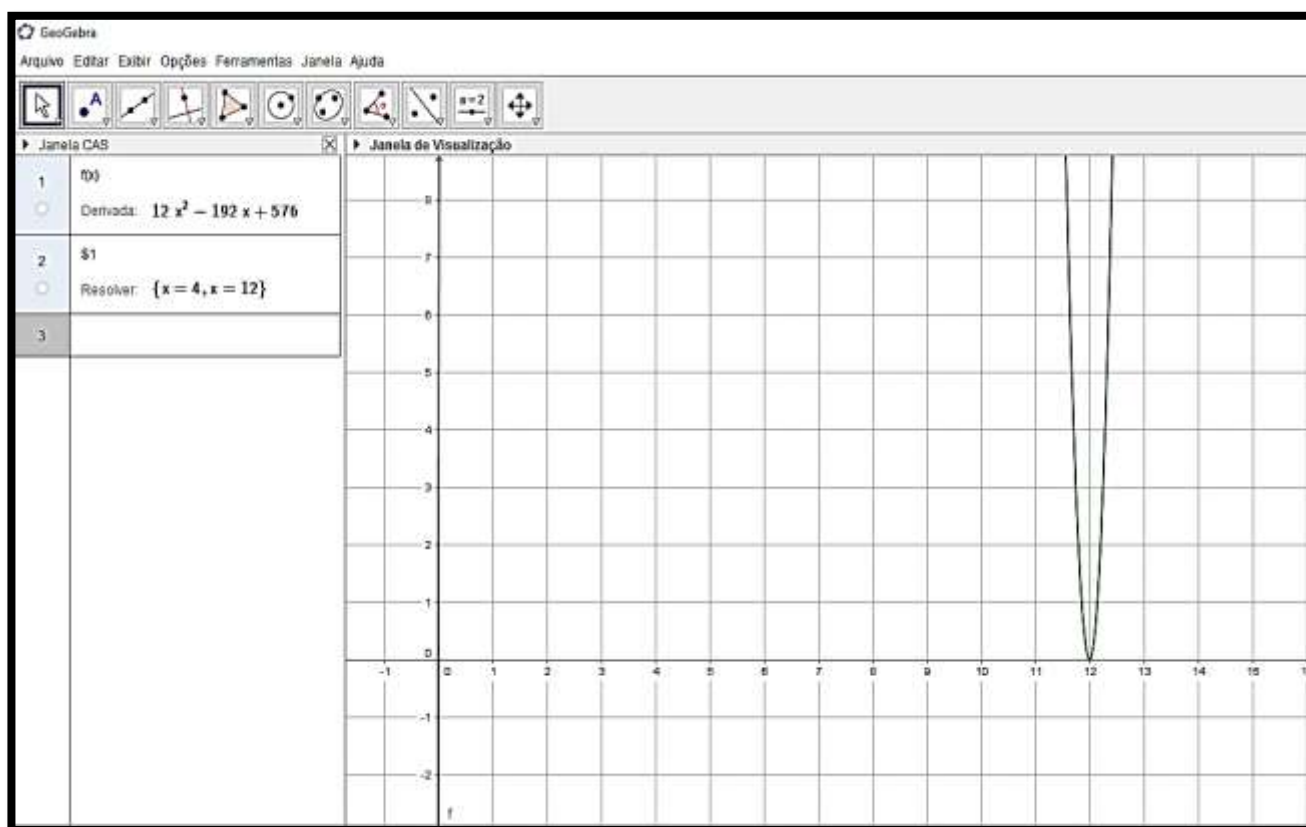 GeoGebra
Arquivo Editar Exibir Opções Ferramentas Janela Ajuda
A
a=2
Janela CAS
Janela de Visualização
1
f(x)
Derivada: 12 x² − 192 x + 576
2
$1
Resolver: {x = 4, x = 12}
3
8
7
6
5
4
3
2
1
0
-1 0 1 2 3 4 5 6 7 8 9 10 11 12 13 14 15
-1
-2
f